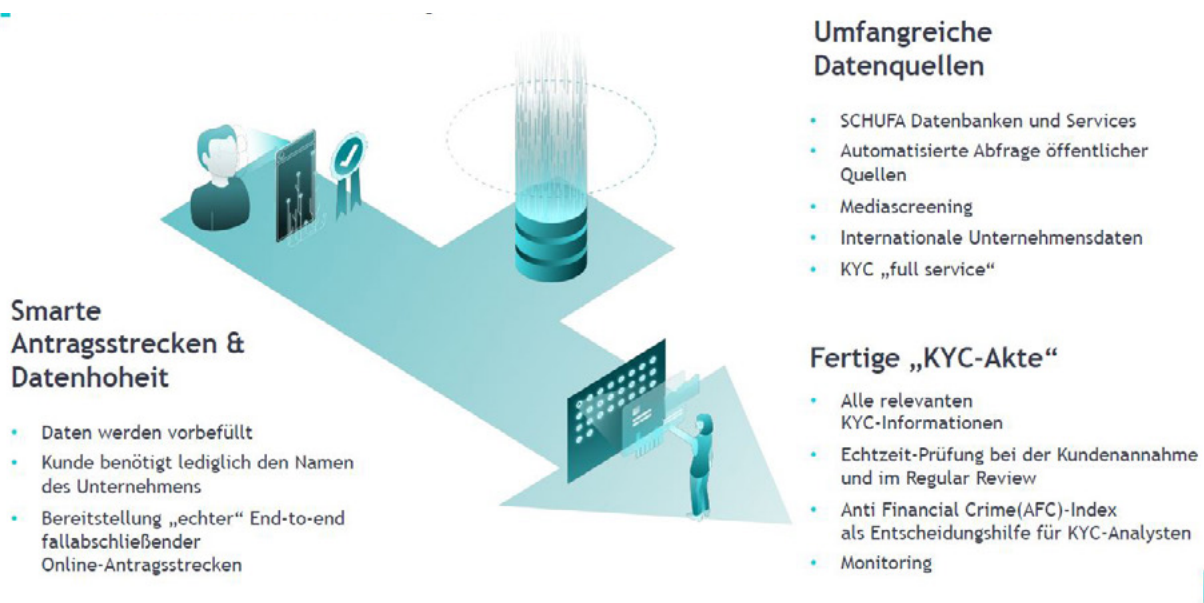 Umfangreiche
Datenquellen
• SCHUFA Datenbanken und Services
• Automatisierte Abfrage öffentlicher
Quellen
• Mediascreening
• Internationale Unternehmensdaten
• KYC „full service“
Smarte
Antragsstrecken &
Datenhoheit
• Daten werden vorbefüllt
• Kunde benötigt lediglich den Namen
des Unternehmens
• Bereitstellung „echter“ End-to-end
fallabschließender
Online-Antragsstrecken
Fertige „KYC-Akte“
• Alle relevanten
KYC-Informationen
• Echtzeit-Prüfung bei der Kundenannahme
und im Regular Review
• Anti Financial Crime(AFC)-Index
als Entscheidungshilfe für KYC-Analysten
• Monitoring